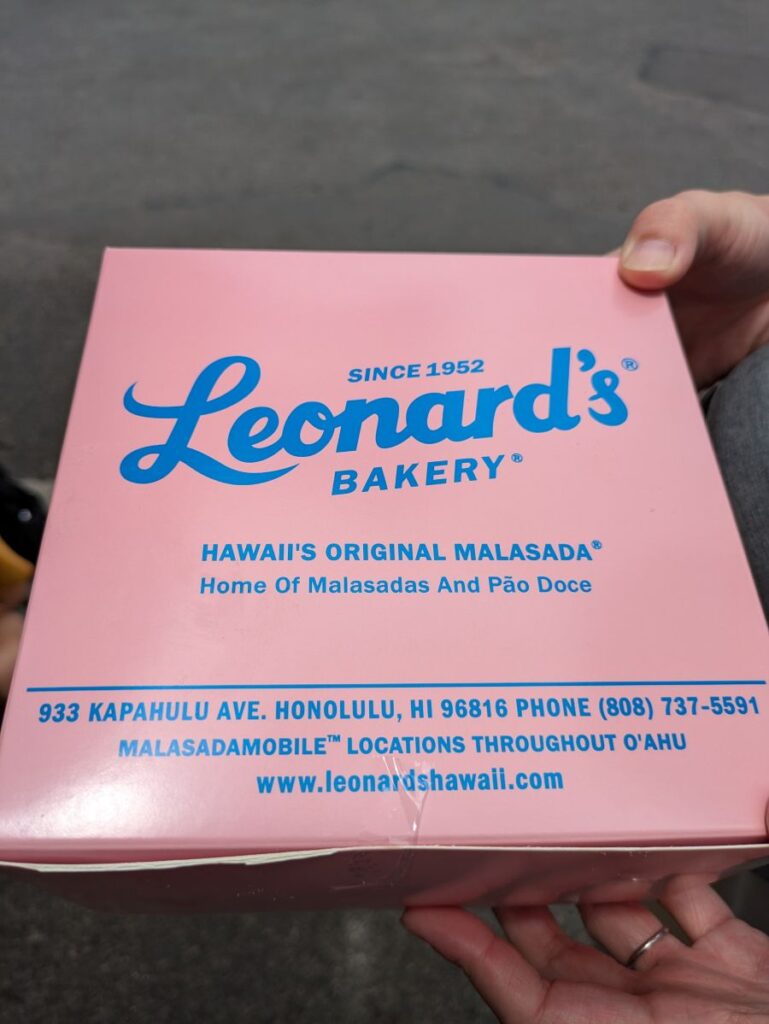 SINCE 1952
Leonard's®
BAKERY®
HAWAII'S ORIGINAL MALASADA®
Home Of Malasadas And Pão Doce
933 KAPAHULU AVE. HONOLULU, HI 96816 PHONE (808) 737-5591
MALASADAMOBILE™ LOCATIONS THROUGHOUT O'AHU
www.leonardshawaii.com